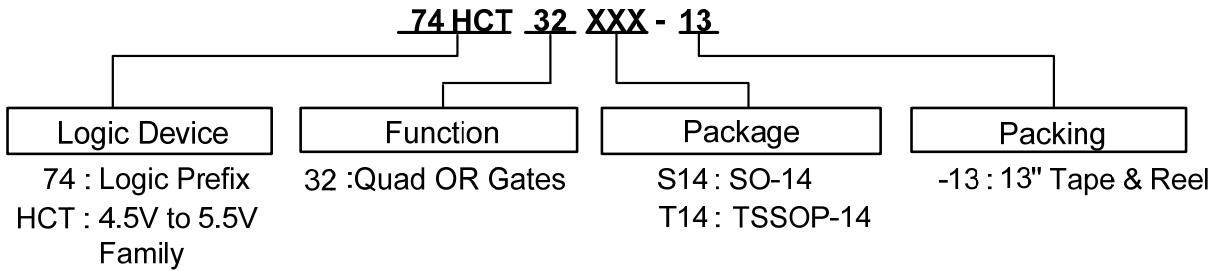 74 HCT 32 XXX - 13
Logic Device
74 : Logic Prefix
HCT : 4.5V to 5.5V
Family
Function
32 :Quad OR Gates
Package
S14 : SO-14
T14 : TSSOP-14
Packing
-13 : 13" Tape & Reel